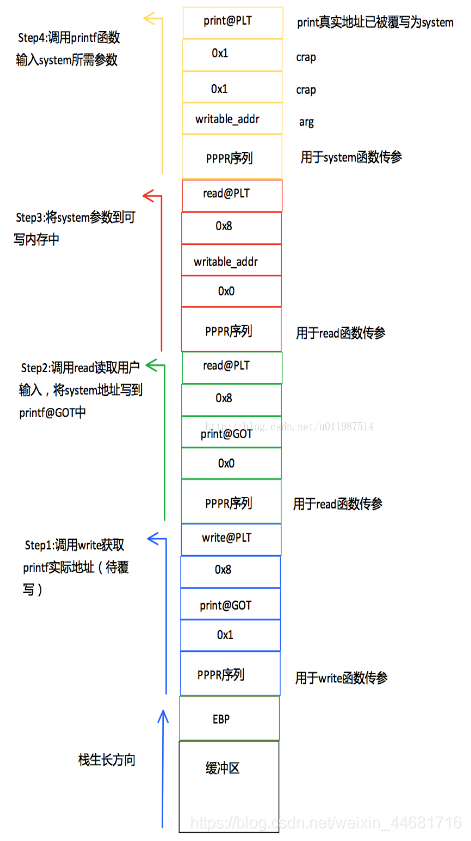 print@PLT
print真实地址已被覆写为system
Step4:调用printf函数
输入system所需参数
0x1
crap
0x1
crap
writable_addr
arg
PPPR序列
用于system函数传参
read@PLT
Step3:将system参数到可
写内存中
0x8
writable_addr
0x0
PPPR序列
用于read函数传参
read@PLT
Step2:调用read读取用户
输入，将system地址写到
printf@GOT中
0x8
http://blog.csdn.net/u011987514
print@GOT
0x0
PPPR序列
用于read函数传参
write@PLT
Step1:调用write获取
printf实际地址（待覆
写）
0x8
print@GOT
0x1
PPPR序列
用于write函数传参
EBP
栈生长方向
缓冲区
https://blog.csdn.net/weixin_44681716